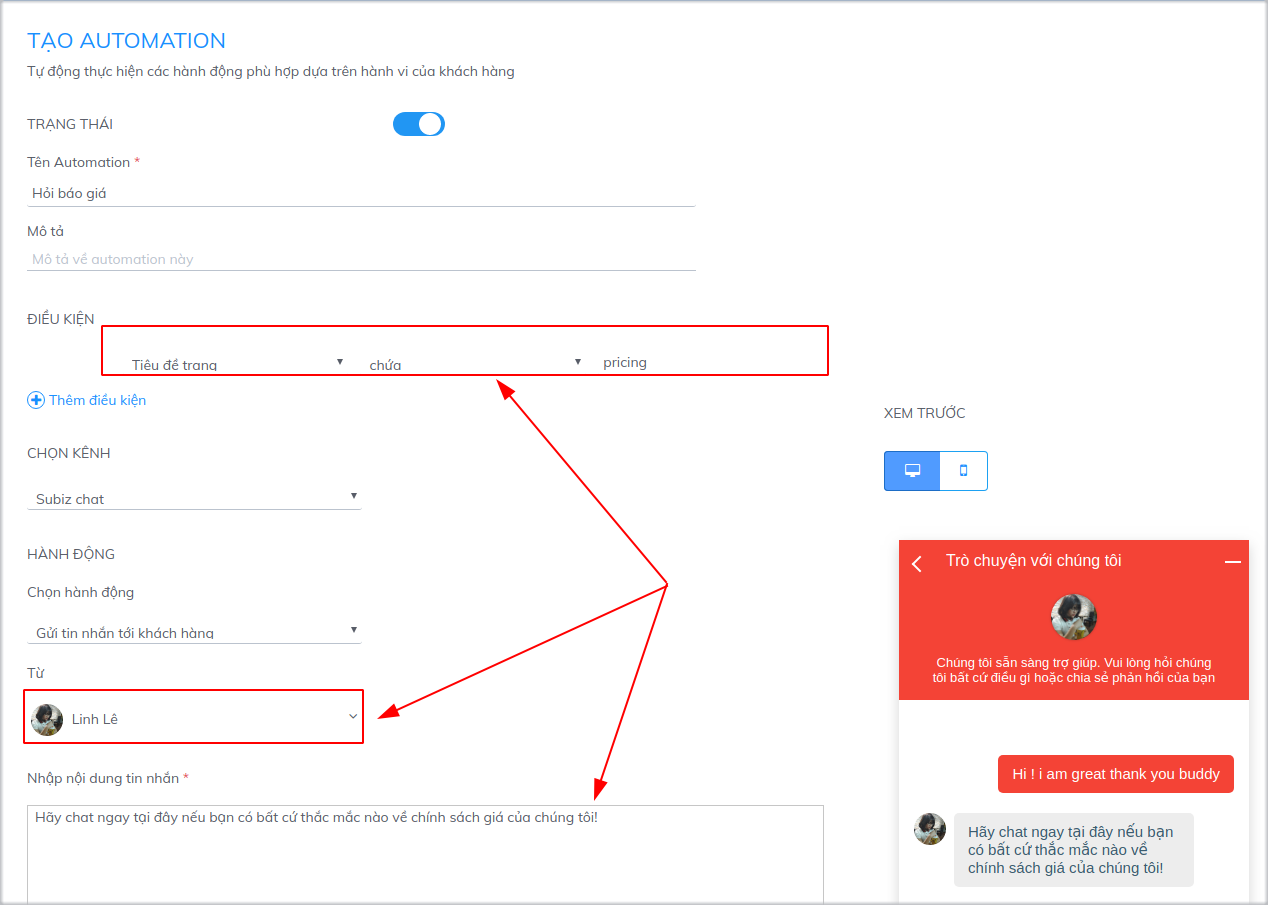 TẠO AUTOMATION
Tự động thực hiện các hành động phù hợp dựa trên hành vi của khách hàng
TRẠNG THÁI
Tên Automation *
Hỏi báo giá
Mô tả
Mô tả về automation này
ĐIỀU KIỆN
Tiêu đề trang
chứa
pricing
Thêm điều kiện
CHỌN KÊNH
Subiz chat
HÀNH ĐỘNG
Chọn hành động
Gửi tin nhắn tới khách hàng
Từ
Linh Lê
Nhập nội dung tin nhắn *
Hãy chat ngay tại đây nếu bạn có bất cứ thắc mắc nào về chính sách giá của chúng tôi!
XEM TRƯỚC
Trò chuyện với chúng tôi
Chúng tôi sẵn sàng trợ giúp. Vui lòng hỏi chúng
tôi bất cứ điều gì hoặc chia sẻ phản hồi của bạn
Hi ! i am great thank you buddy
Hãy chat ngay tại đây nếu bạn
có bất cứ thắc mắc nào về
chính sách giá của chúng tôi!